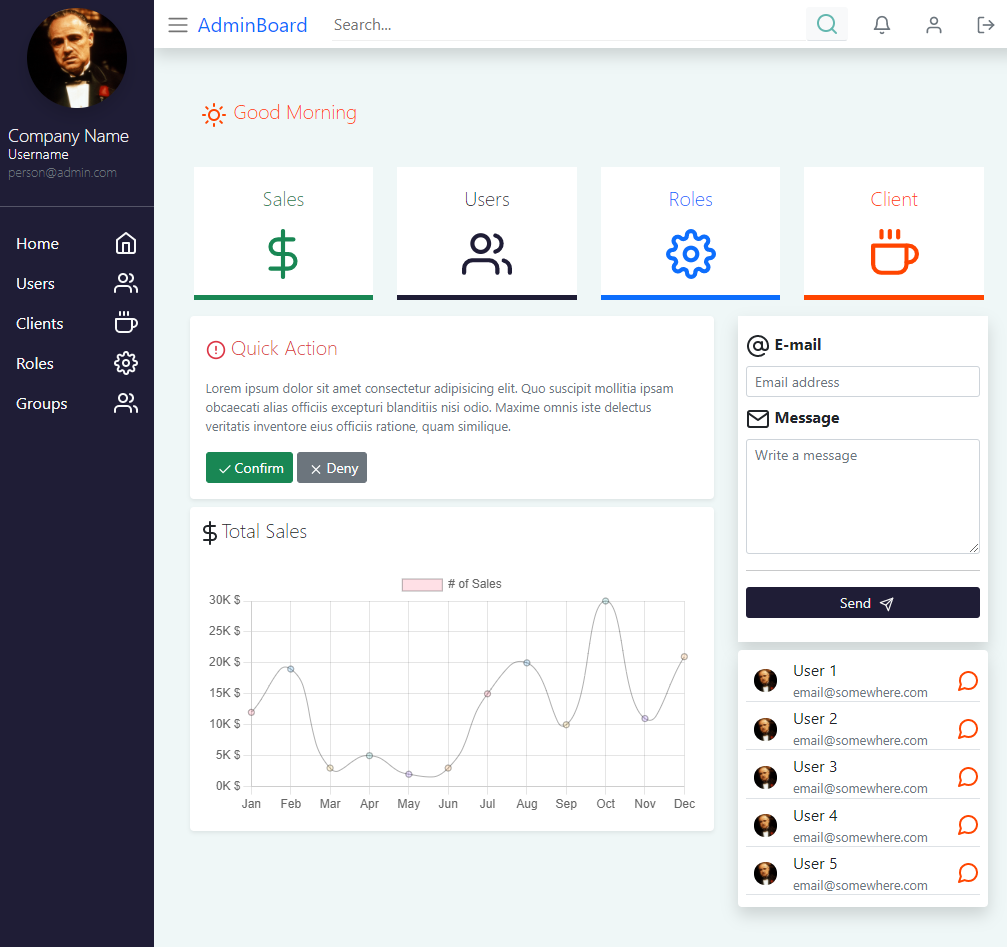 Company Name
Username
person@admin.com
Home
Users
Clients
Roles
Groups
AdminBoard
Search...
Good Morning
Sales
Users
Roles
Client
Quick Action
Lorem ipsum dolor sit amet consectetur adipisicing elit. Quo suscipit mollitia ipsam
obcaecati alias officiis excepturi blanditiis nisi odio. Maxime omnis iste delectus
veritatis inventore eius officiis ratione, quam similique.
Confirm
Deny
Total Sales
# of Sales
30K $
25K $
20K $
15K $
10K $
5K $
0K $
Jan Feb Mar Apr May Jun Jul Aug Sep Oct Nov Dec
E-mail
Email address
Message
Write a message
Send
User 1
email@somewhere.com
User 2
email@somewhere.com
User 3
email@somewhere.com
User 4
email@somewhere.com
User 5
email@somewhere.com